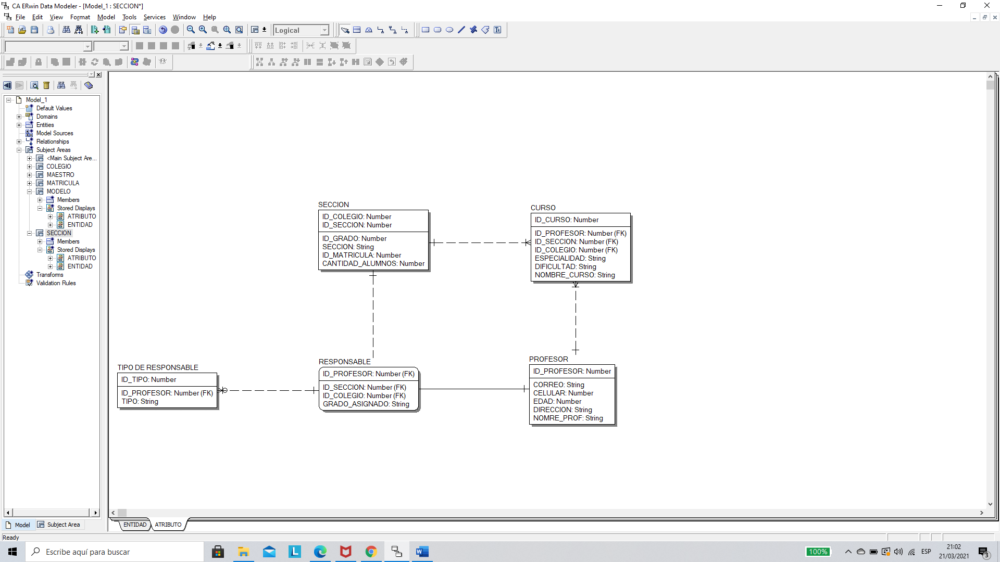 CA ERwin Data Modeler - [Model_1 : SECCION*]
File Edit View Format Model Tools Services Window Help
Logical
Model_1
Default Values
Domains
Entities
Model Sources
Relationships
Subject Areas
<Main Subject Are...
COLEGIO
MAESTRO
MATRICULA
MODELO
Members
Stored Displays
ATRIBUTO
ENTIDAD
SECCION
Members
Stored Displays
ATRIBUTO
ENTIDAD
Transforms
Validation Rules
Model
Subject Area
SECCION
ID_COLEGIO: Number
ID_SECCION: Number
ID_GRADO: Number
SECCION: String
ID_MATRICULA: Number
CANTIDAD_ALUMNOS: Number
CURSO
ID_CURSO: Number
ID_PROFESOR: Number (FK)
ID_SECCION: Number (FK)
ID_COLEGIO: Number (FK)
ESPECIALIDAD: String
DIFICULTAD: String
NOMBRE_CURSO: String
TIPO DE RESPONSABLE
ID_TIPO: Number
ID_PROFESOR: Number (FK)
TIPO: String
RESPONSABLE
ID_PROFESOR: Number (FK)
ID_SECCION: Number (FK)
ID_COLEGIO: Number (FK)
GRADO_ASIGNADO: String
PROFESOR
ID_PROFESOR: Number
CORREO: String
CELULAR: Number
EDAD: Number
DIRECCION: String
NOMRE_PROF: String
ENTIDAD
ATRIBUTO
Ready
Escribe aquí para buscar
100%
ESP
21:02
21/03/2021
3